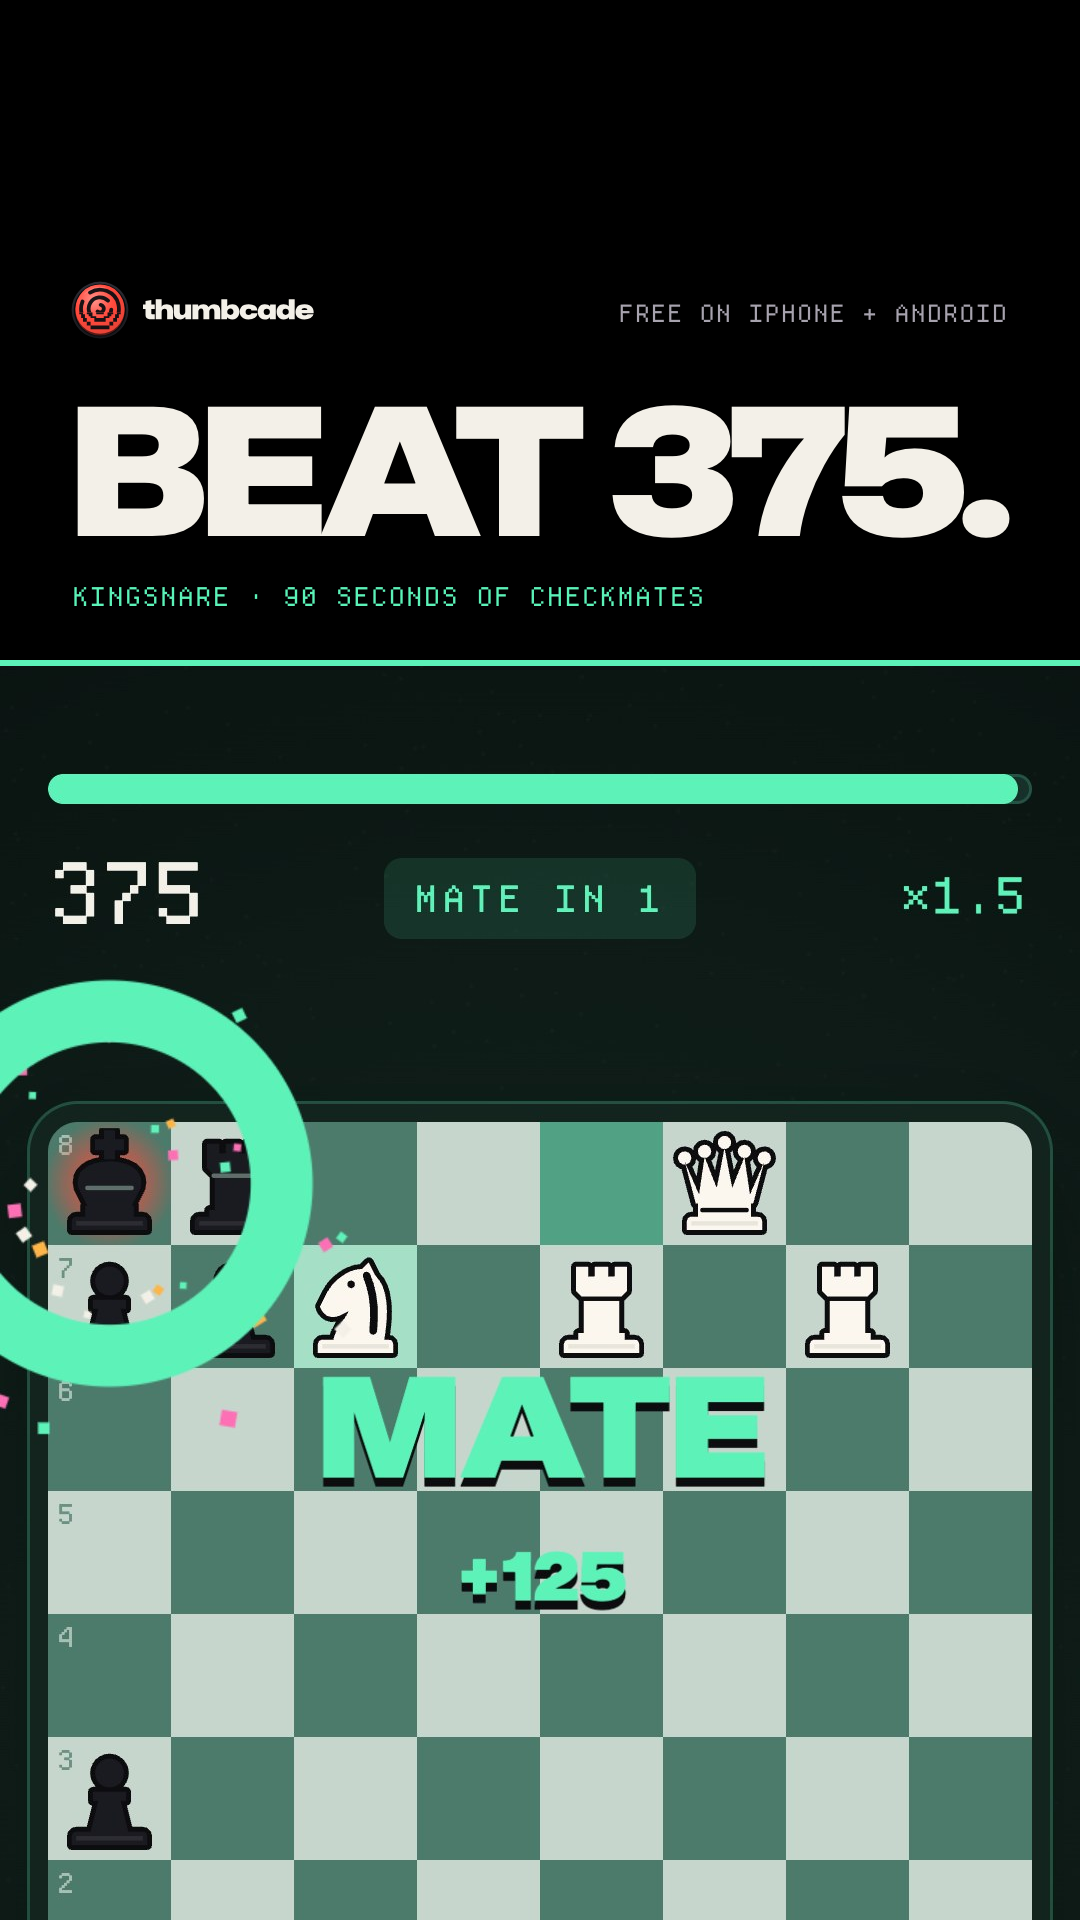 thumbcade
FREE ON IPHONE + ANDROID
BEAT 375.
KINGSNARE · 90 SECONDS OF CHECKMATES
375
MATE IN 1
×1.5
8
7
6
MATE
5
+125
4
3
2